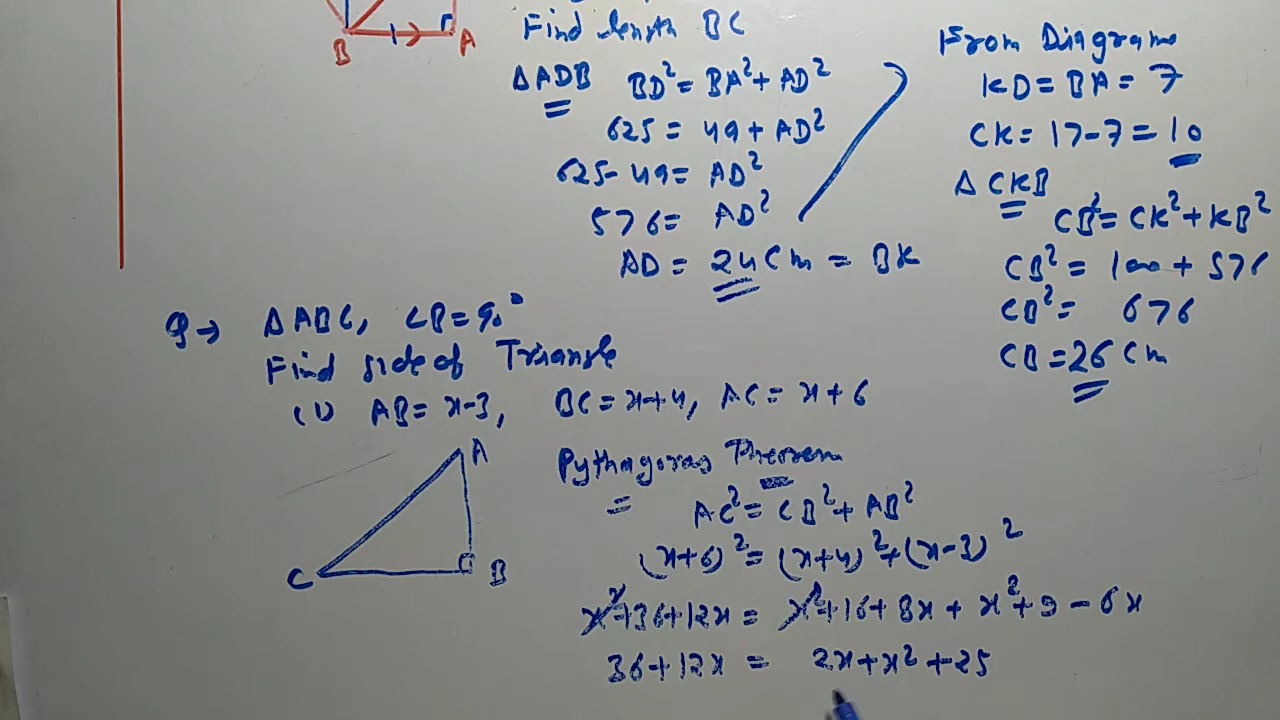 B A
Find length BC
ΔADB BD² = BA² + AD²
625 = 49 + AD²
625 - 49 = AD²
576 = AD²
AD = 24 Cm = BK
From Diagram
KD = BA = 7
CK = 17 - 7 = 10
Δ CKB
CB² = CK² + KB²
CB² = 100 + 576
CB² = 676
CB = 26 Cm
Q → ΔABC, ∠B = 90°
Find side of Triangle
(1) AB = x-3, BC = x+4, AC = x+6
A
C B
Pythagoras Theorem
AC² = CB² + AB²
(x+6)² = (x+4)² + (x-3)²
x² + 36 + 12x = x² + 16 + 8x + x² + 9 - 6x
36 + 12x = 2x + x² + 25